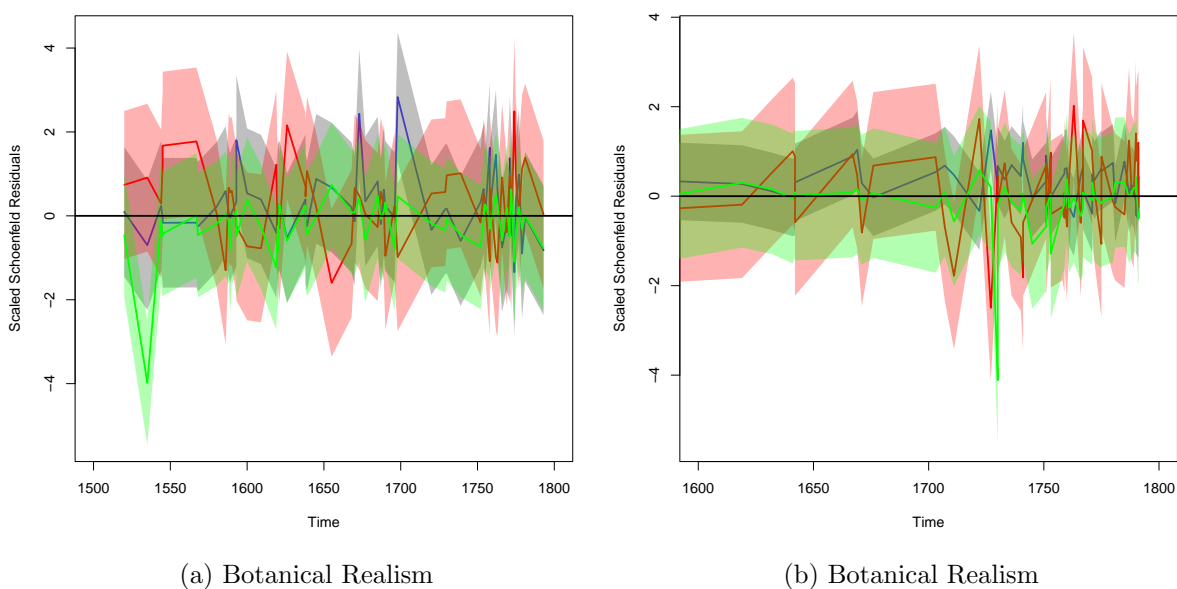 4
2
0
−2
−4
Scaled Schoenfeld Residuals
1500 1550 1600 1650 1700 1750 1800
Time
(a) Botanical Realism
4
2
0
−2
−4
Scaled Schoenfeld Residuals
1600 1650 1700 1750 1800
Time
(b) Botanical Realism